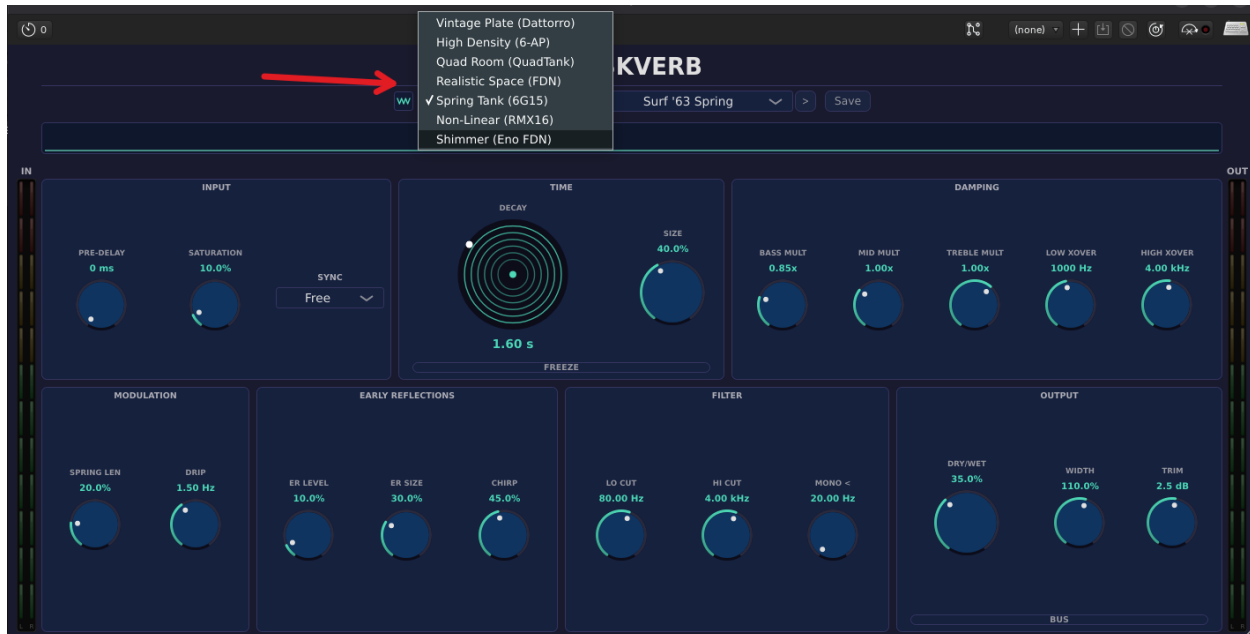 0
(none)
KVERB
Vintage Plate (Dattorro)
High Density (6-AP)
Quad Room (QuadTank)
Realistic Space (FDN)
Spring Tank (6G15)
Non-Linear (RMX16)
Shimmer (Eno FDN)
Surf '63 Spring
>
Save
IN
OUT
INPUT
PRE-DELAY
0 ms
SATURATION
10.0%
SYNC
Free
TIME
DECAY
1.60 s
SIZE
40.0%
FREEZE
DAMPING
BASS MULT
0.85x
MID MULT
1.00x
TREBLE MULT
1.00x
LOW XOVER
1000 Hz
HIGH XOVER
4.00 kHz
MODULATION
SPRING LEN
20.0%
DRIP
1.50 Hz
EARLY REFLECTIONS
ER LEVEL
10.0%
ER SIZE
30.0%
CHIRP
45.0%
FILTER
LO CUT
80.00 Hz
HI CUT
4.00 kHz
MONO <
20.00 Hz
OUTPUT
DRY/WET
35.0%
WIDTH
110.0%
TRIM
2.5 dB
BUS
L R
L R